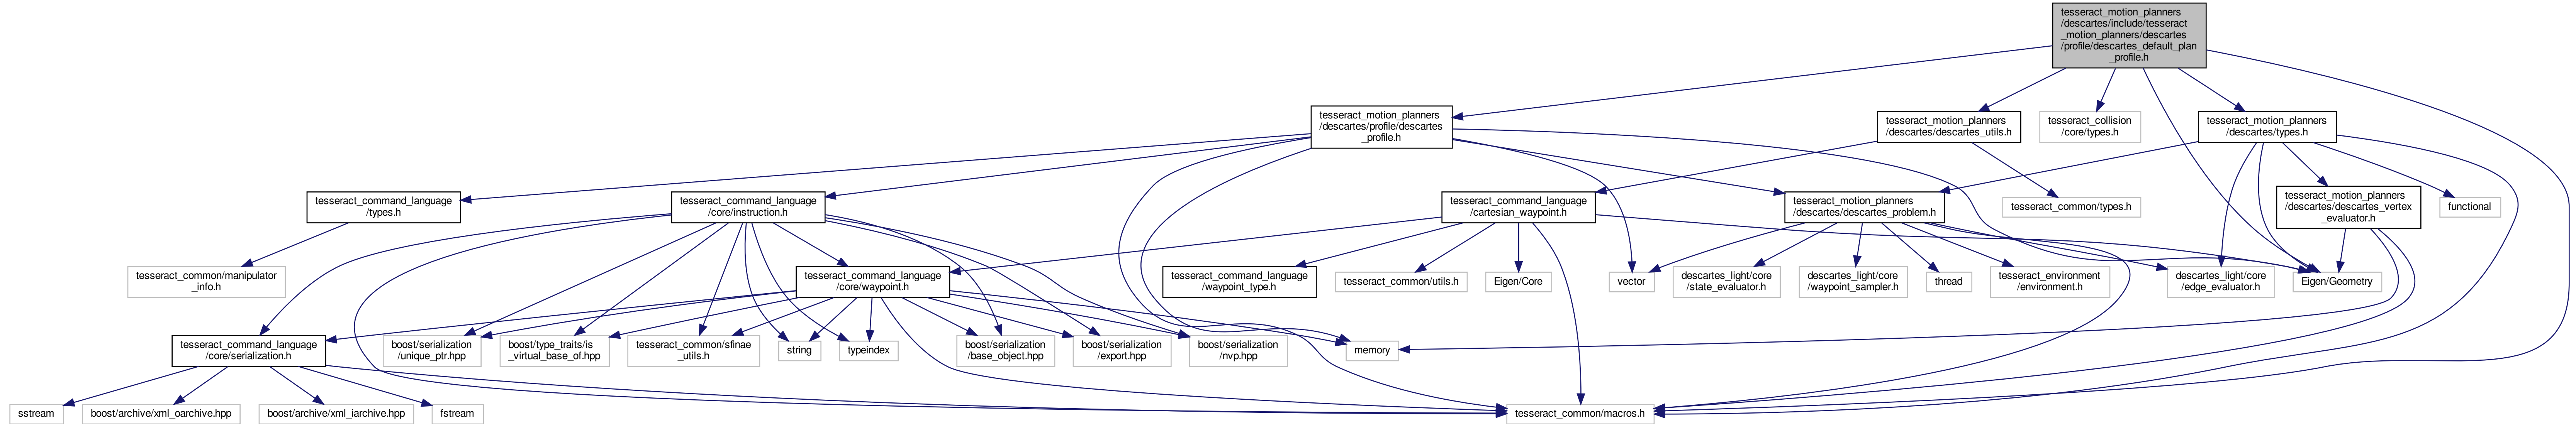 tesseract_motion_planners
/descartes/include/tesseract
_motion_planners/descartes
/profile/descartes_default_plan
_profile.h
tesseract_motion_planners
/descartes/profile/descartes
_profile.h
tesseract_motion_planners
/descartes/descartes_utils.h
tesseract_collision
/core/types.h
tesseract_motion_planners
/descartes/types.h
tesseract_command_language
/types.h
tesseract_command_language
/core/instruction.h
tesseract_command_language
/cartesian_waypoint.h
tesseract_motion_planners
/descartes/descartes_problem.h
tesseract_common/types.h
tesseract_motion_planners
/descartes/descartes_vertex
_evaluator.h
functional
tesseract_common/manipulator
_info.h
tesseract_command_language
/core/waypoint.h
tesseract_command_language
/waypoint_type.h
tesseract_common/utils.h
Eigen/Core
vector
descartes_light/core
/state_evaluator.h
descartes_light/core
/waypoint_sampler.h
thread
tesseract_environment
/environment.h
descartes_light/core
/edge_evaluator.h
Eigen/Geometry
tesseract_command_language
/core/serialization.h
boost/serialization
/unique_ptr.hpp
boost/type_traits/is
_virtual_base_of.hpp
tesseract_common/sfinae
_utils.h
string
typeindex
boost/serialization
/base_object.hpp
boost/serialization
/export.hpp
boost/serialization
/nvp.hpp
memory
sstream
boost/archive/xml_oarchive.hpp
boost/archive/xml_iarchive.hpp
fstream
tesseract_common/macros.h